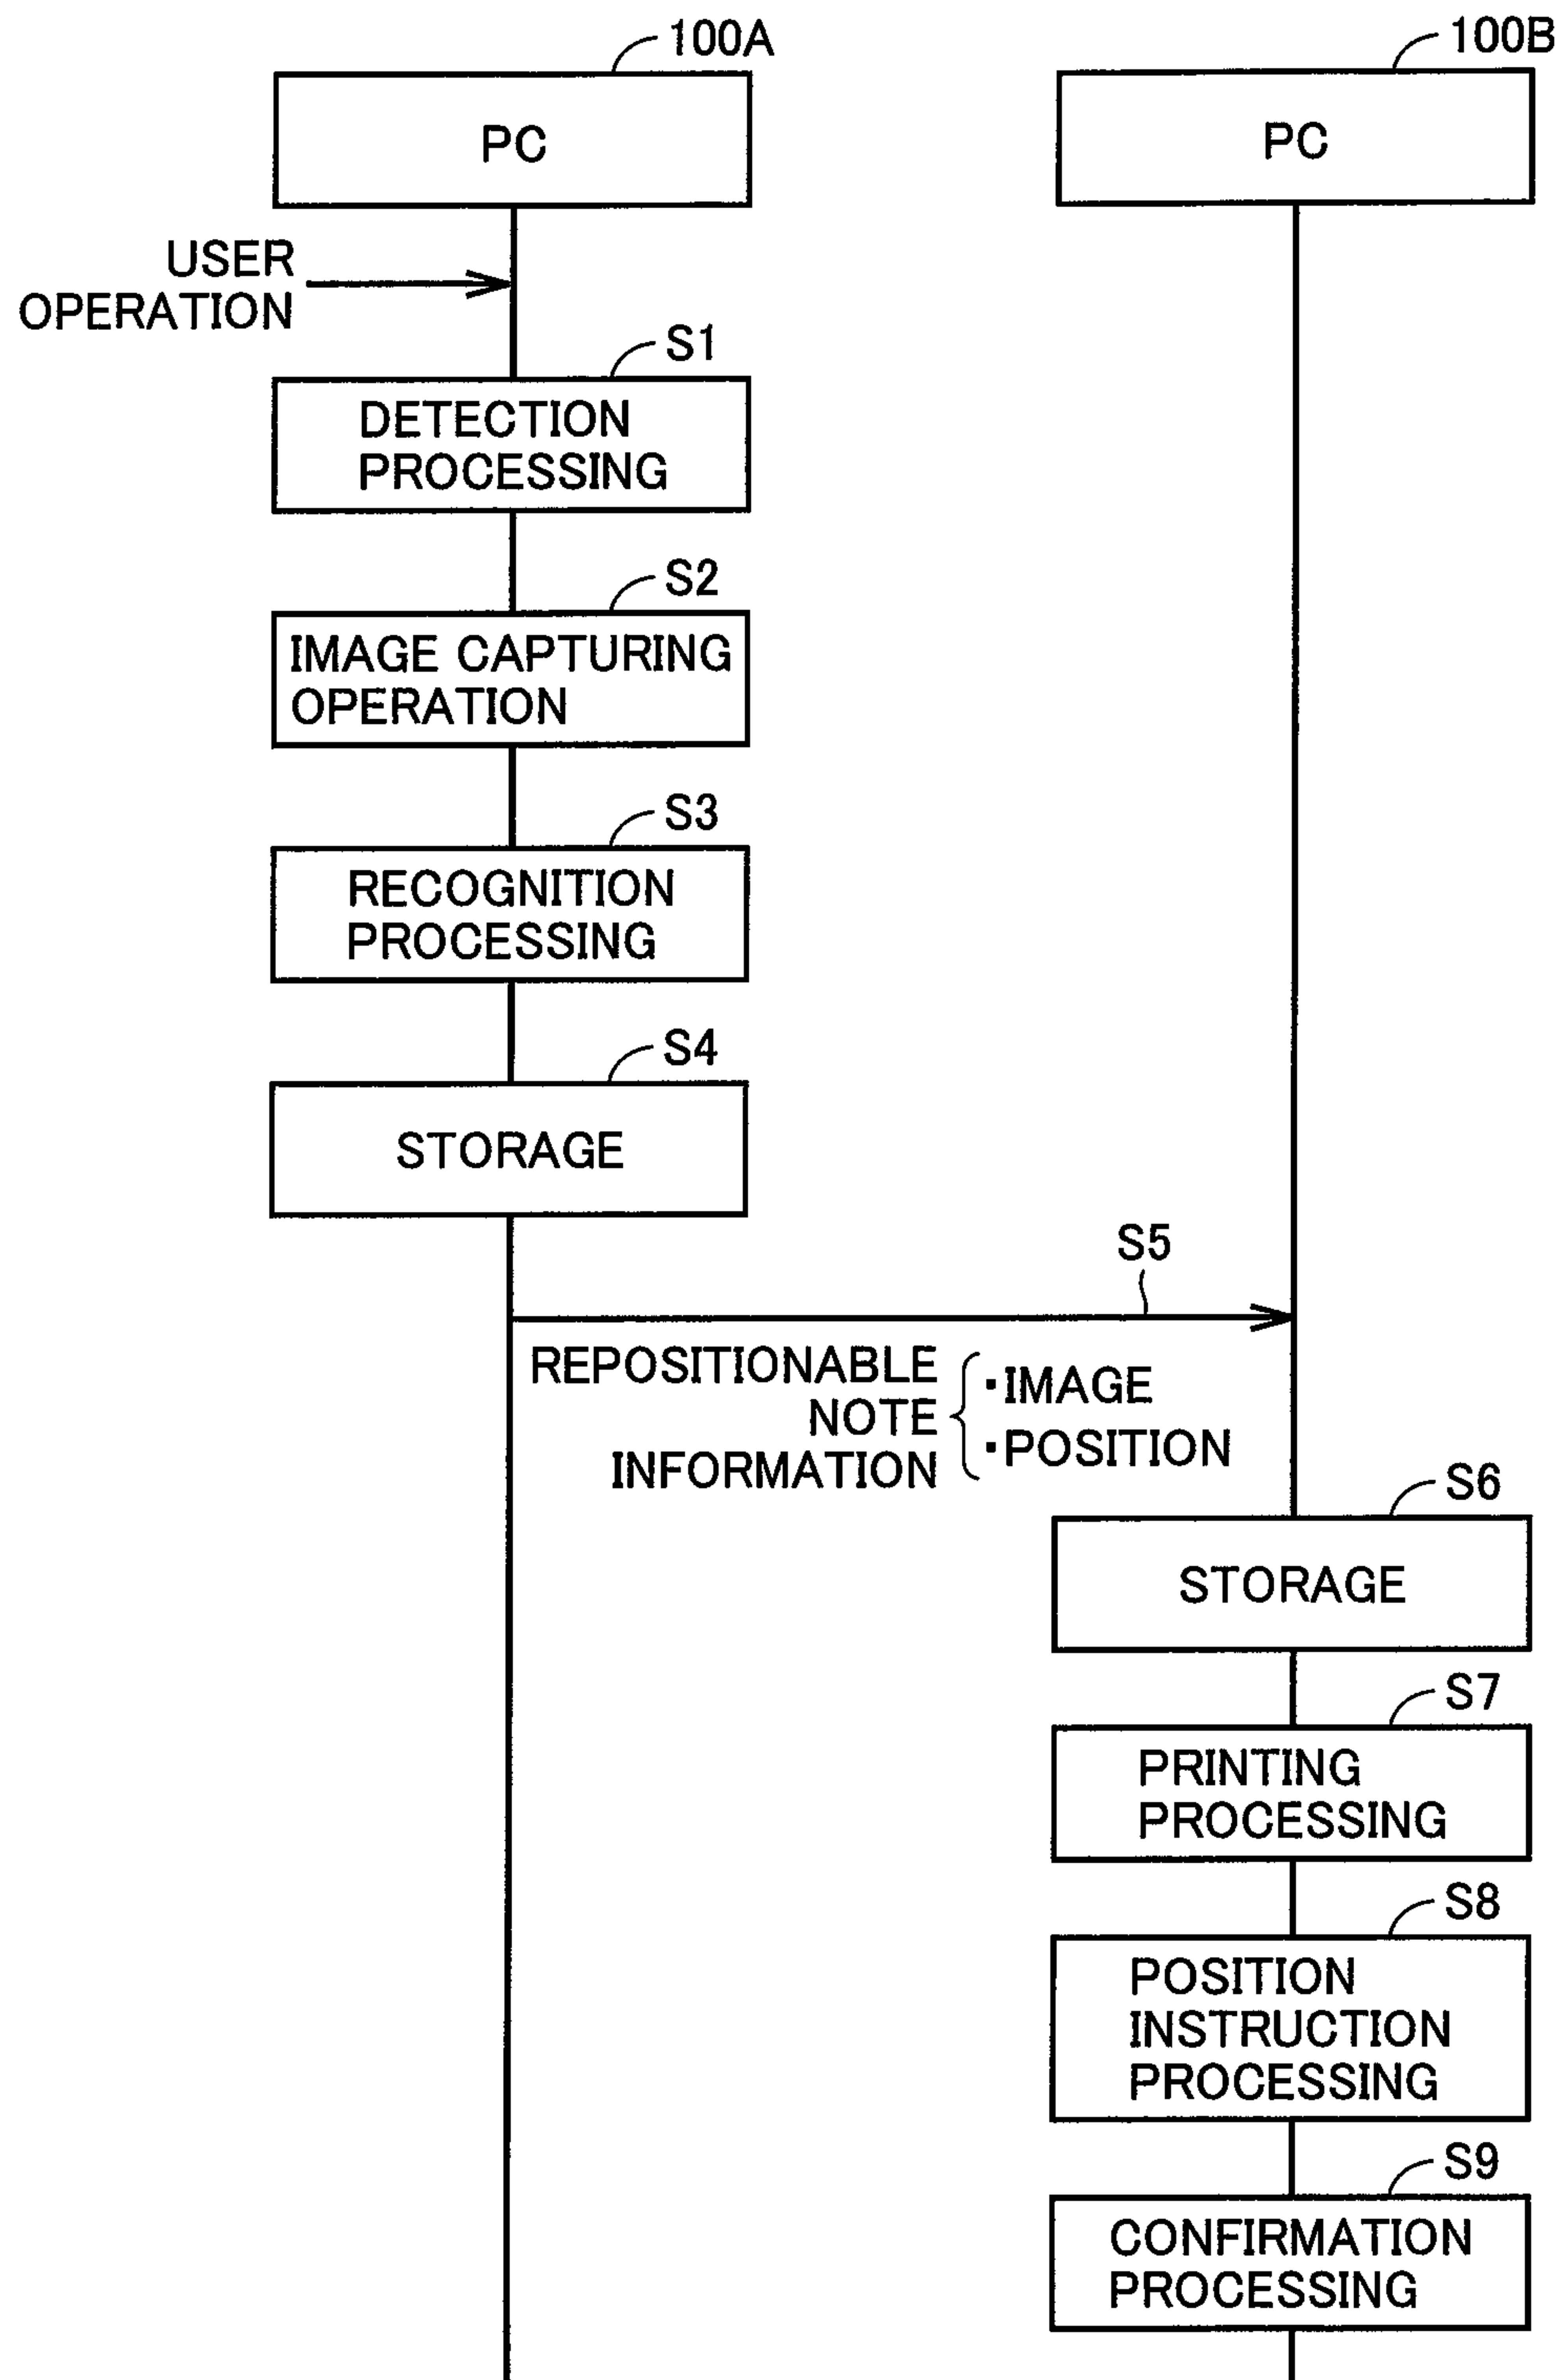 100A
100B
PC
PC
USER
OPERATION
S1
DETECTION
PROCESSING
S2
IMAGE CAPTURING
OPERATION
S3
RECOGNITION
PROCESSING
S4
STORAGE
S5
REPOSITIONABLE
NOTE
INFORMATION
・IMAGE
・POSITION
S6
STORAGE
S7
PRINTING
PROCESSING
S8
POSITION
INSTRUCTION
PROCESSING
S9
CONFIRMATION
PROCESSING